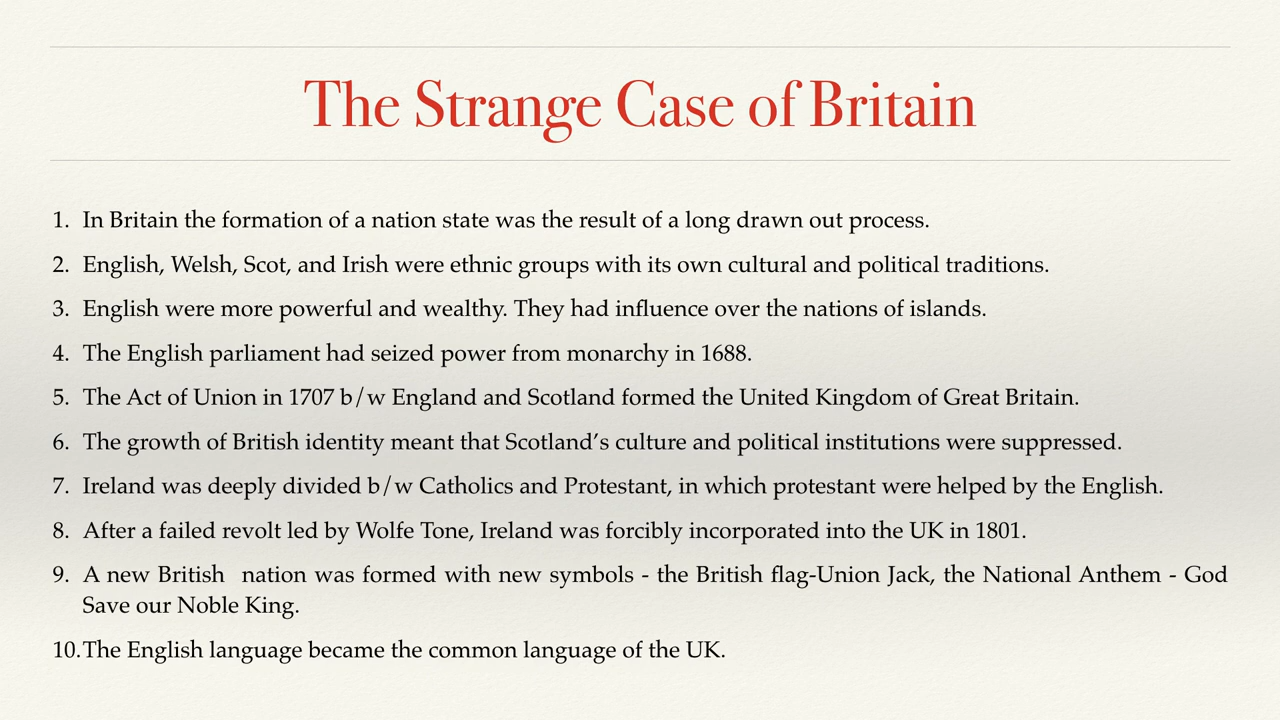 The Strange Case of Britain
1. In Britain the formation of a nation state was the result of a long drawn out process.
2. English, Welsh, Scot, and Irish were ethnic groups with its own cultural and political traditions.
3. English were more powerful and wealthy. They had influence over the nations of islands.
4. The English parliament had seized power from monarchy in 1688.
5. The Act of Union in 1707 b/w England and Scotland formed the United Kingdom of Great Britain.
6. The growth of British identity meant that Scotland’s culture and political institutions were suppressed.
7. Ireland was deeply divided b/w Catholics and Protestant, in which protestant were helped by the English.
8. After a failed revolt led by Wolfe Tone, Ireland was forcibly incorporated into the UK in 1801.
9. A new British nation was formed with new symbols - the British flag-Union Jack, the National Anthem - God
Save our Noble King.
10. The English language became the common language of the UK.